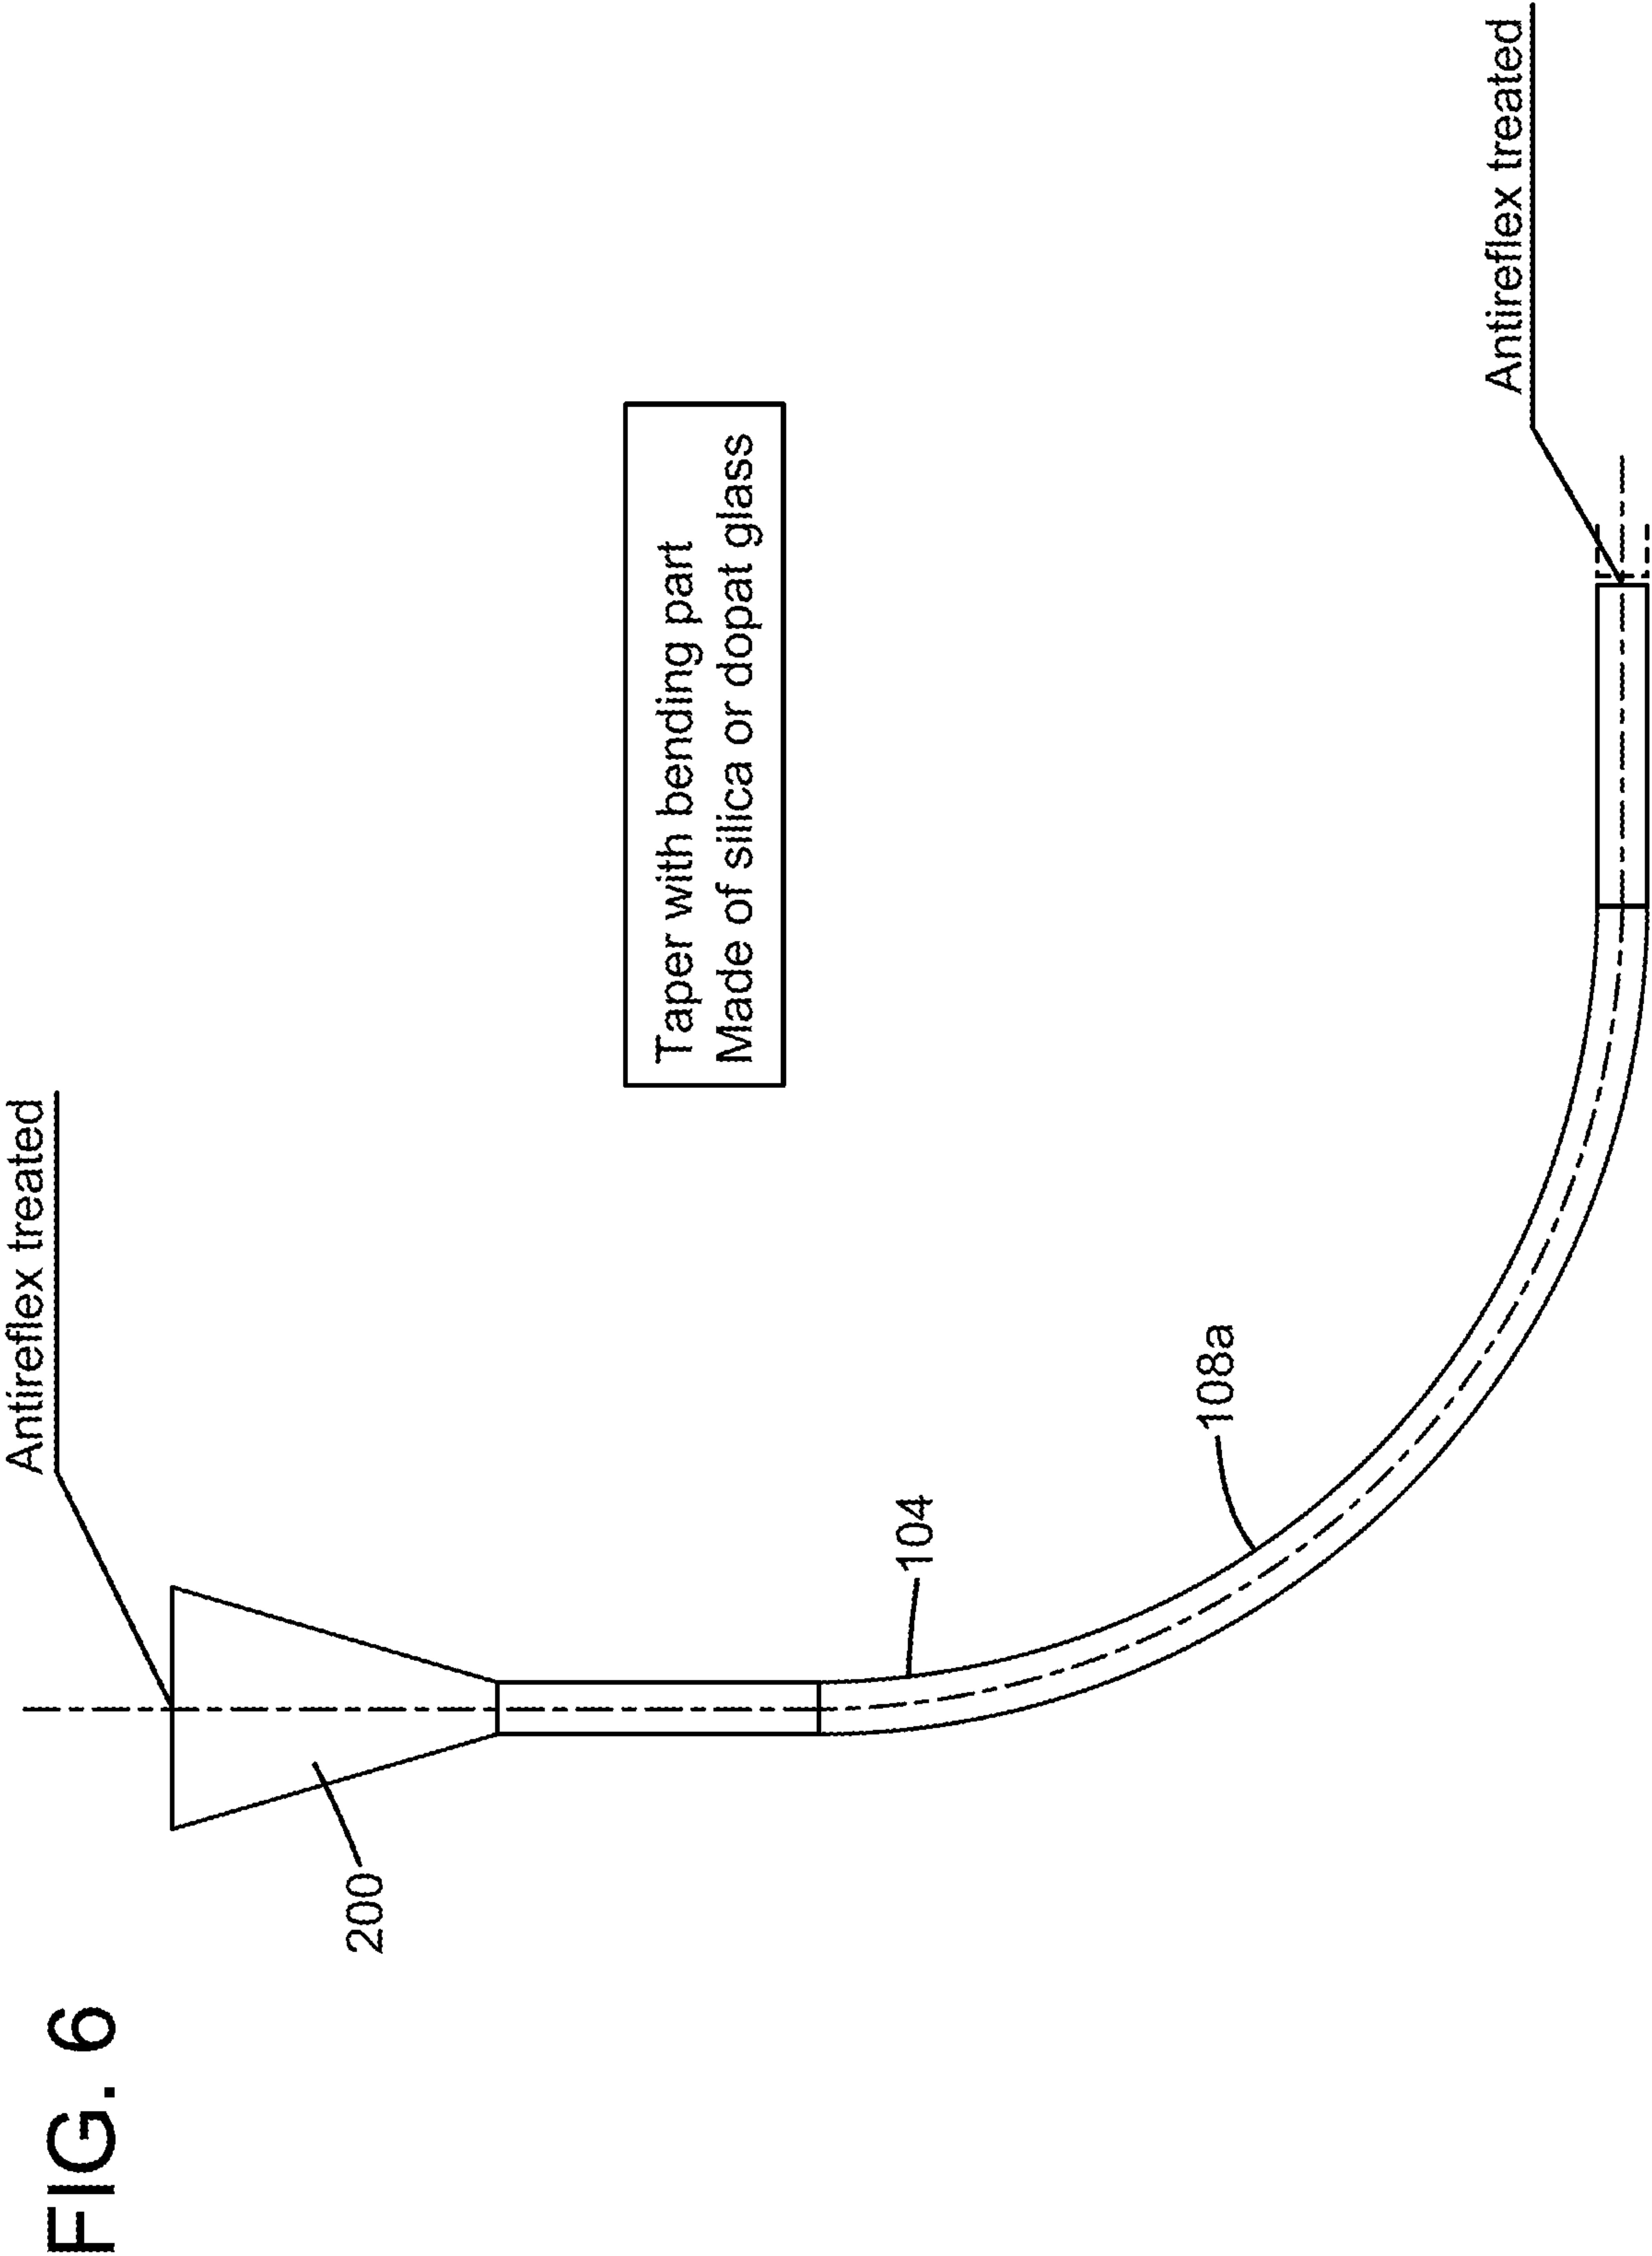 FIG. 6
Antireflex treated
200
104
108a
Taper with bending part
Made of silica or dopat glass
Antireflex treated